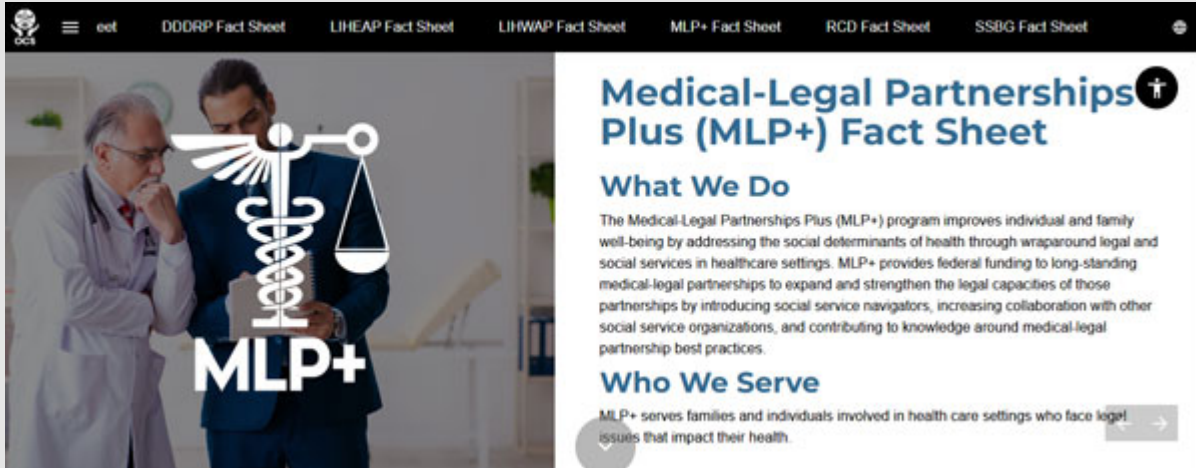 OCS
eet DDDRP Fact Sheet LIHEAP Fact Sheet LIHWAP Fact Sheet MLP+ Fact Sheet RCD Fact Sheet SSBG Fact Sheet
MLP+
Medical-Legal Partnerships
Plus (MLP+) Fact Sheet
What We Do
The Medical-Legal Partnerships Plus (MLP+) program improves individual and family
well-being by addressing the social determinants of health through wraparound legal and
social services in healthcare settings. MLP+ provides federal funding to long-standing
medical-legal partnerships to expand and strengthen the legal capacities of those
partnerships by introducing social service navigators, increasing collaboration with other
social service organizations, and contributing to knowledge around medical-legal
partnership best practices.
Who We Serve
MLP+ serves families and individuals involved in health care settings who face legal
issues that impact their health.